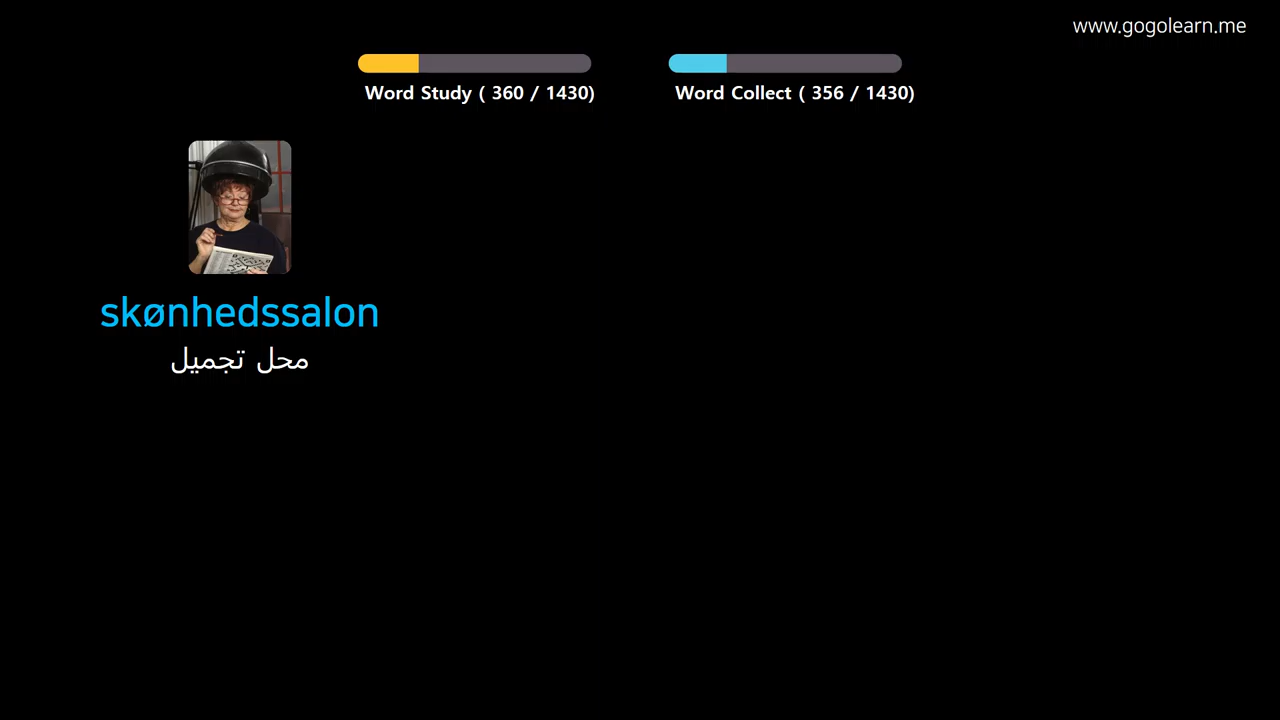 www.gogolearn.me
Word Study ( 360 / 1430)
Word Collect ( 356 / 1430)
skønhedssalon
محل تجميل